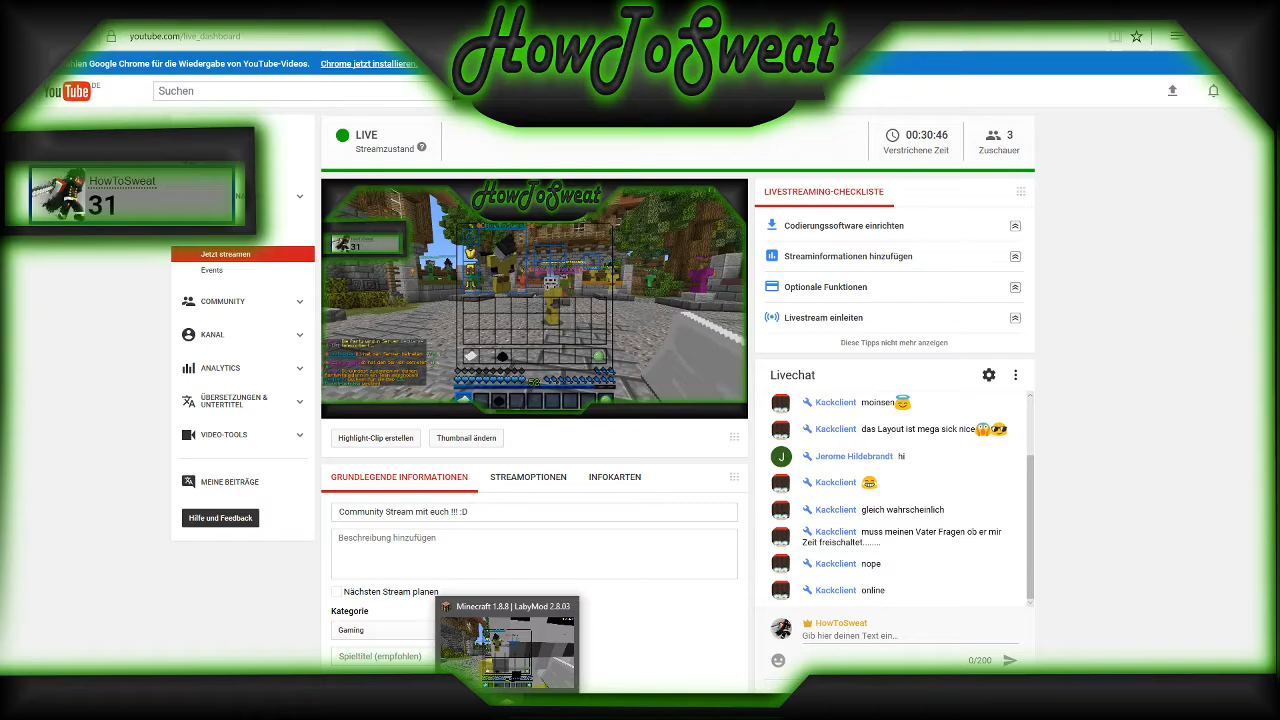 HowToSweat
youtube.com/live_dashboard
hlen Google Chrome für die Wiedergabe von YouTube-Videos. Chrome jetzt installieren.
YouTube DE
Suchen
HowToSweat
31
LIVE
Streamzustand ?
00:30:46
Verstrichene Zeit
3
Zuschauer
Jetzt streamen
Events
COMMUNITY
KANAL
ANALYTICS
ÜBERSETZUNGEN &
UNTERTITEL
VIDEO-TOOLS
MEINE BEITRÄGE
Hilfe und Feedback
HowToSweat
31
Highlight-Clip erstellen
Thumbnail ändern
GRUNDLEGENDE INFORMATIONEN
STREAMOPTIONEN
INFOKARTEN
Community Stream mit euch !!! :D
Beschreibung hinzufügen
Nächsten Stream planen
Kategorie
Gaming
Spieltitel (empfohlen)
Minecraft 1.8.8 | LabyMod 2.8.03
LIVESTREAMING-CHECKLISTE
Codierungssoftware einrichten
Streaminformationen hinzufügen
Optionale Funktionen
Livestream einleiten
Diese Tipps nicht mehr anzeigen
Livechat
Kackclient moinsen😇
Kackclient das Layout ist mega sick nice😱😎
J Jerome Hildebrandt hi
Kackclient 😂
Kackclient gleich wahrscheinlich
Kackclient muss meinen Vater Fragen ob er mir
Zeit freischaltet........
Kackclient nope
Kackclient online
HowToSweat
Gib hier deinen Text ein...
0/200